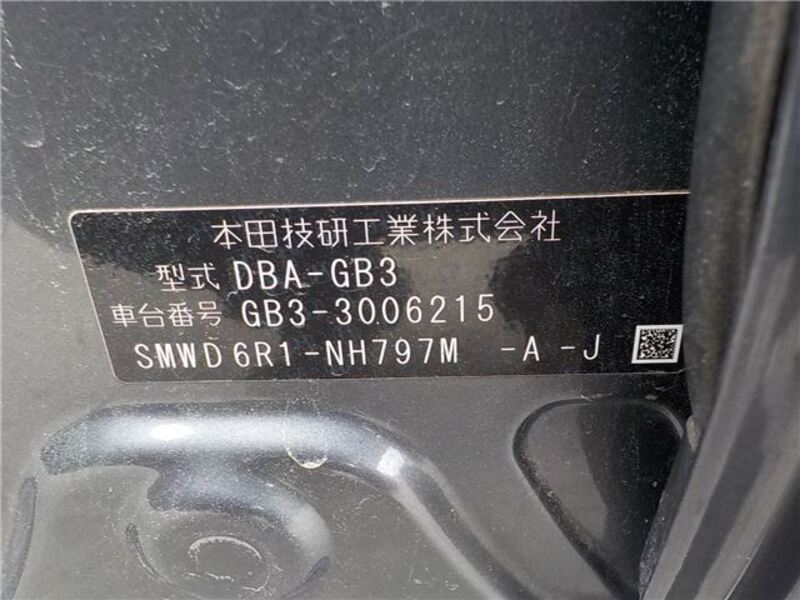 本田技研工業株式会社
型式 DBA-GB3
車台番号 GB3-3006215
SMWD6R1-NH797M -A -J